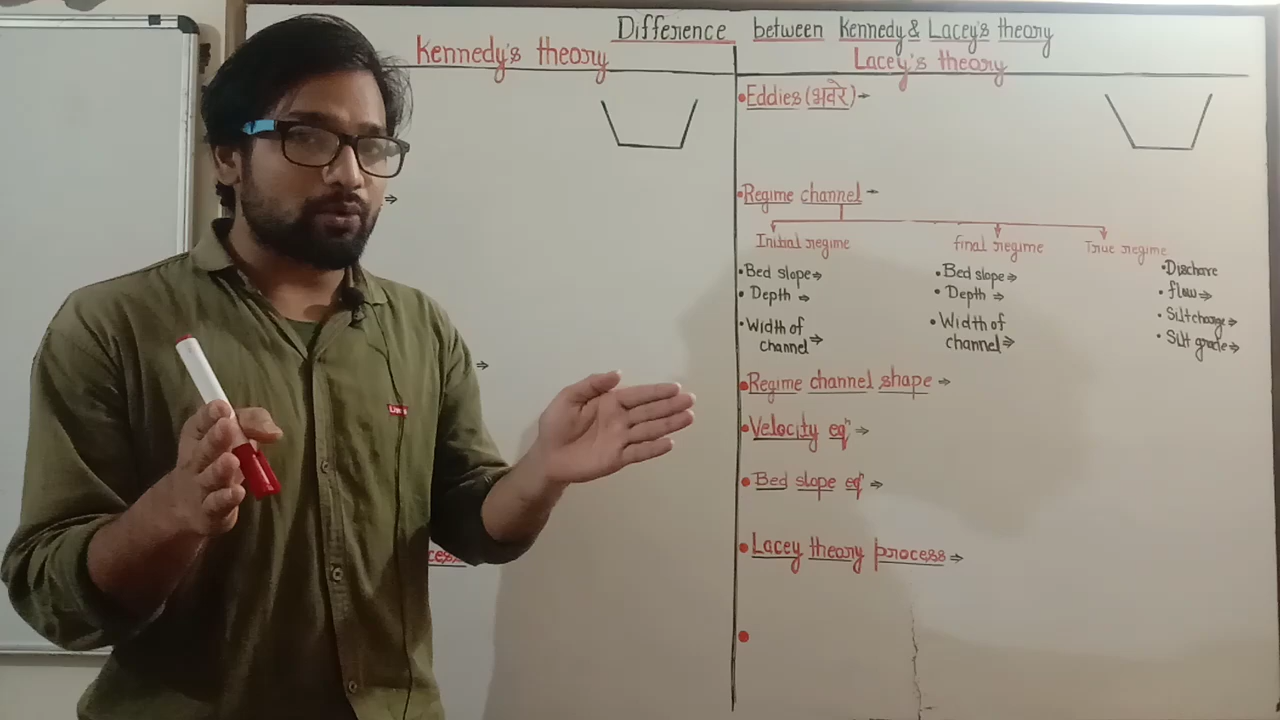 Difference between Kennedy & Lacey's theory
Kennedy's theory
Lacey's theory
• Eddies (भवरे) →
• Regime channel →
Initial regime final regime True regime
• Bed slope ⇒ • Bed slope ⇒ • Dischare
• Depth ⇒ • Depth ⇒ • flow ⇒
• Width of • Width of • Silt charge ⇒
channel ⇒ channel ⇒ • Silt grade ⇒
• Regime channel shape ⇒
• Velocity eqⁿ ⇒
• Bed slope eqⁿ ⇒
• Lacey theory process ⇒